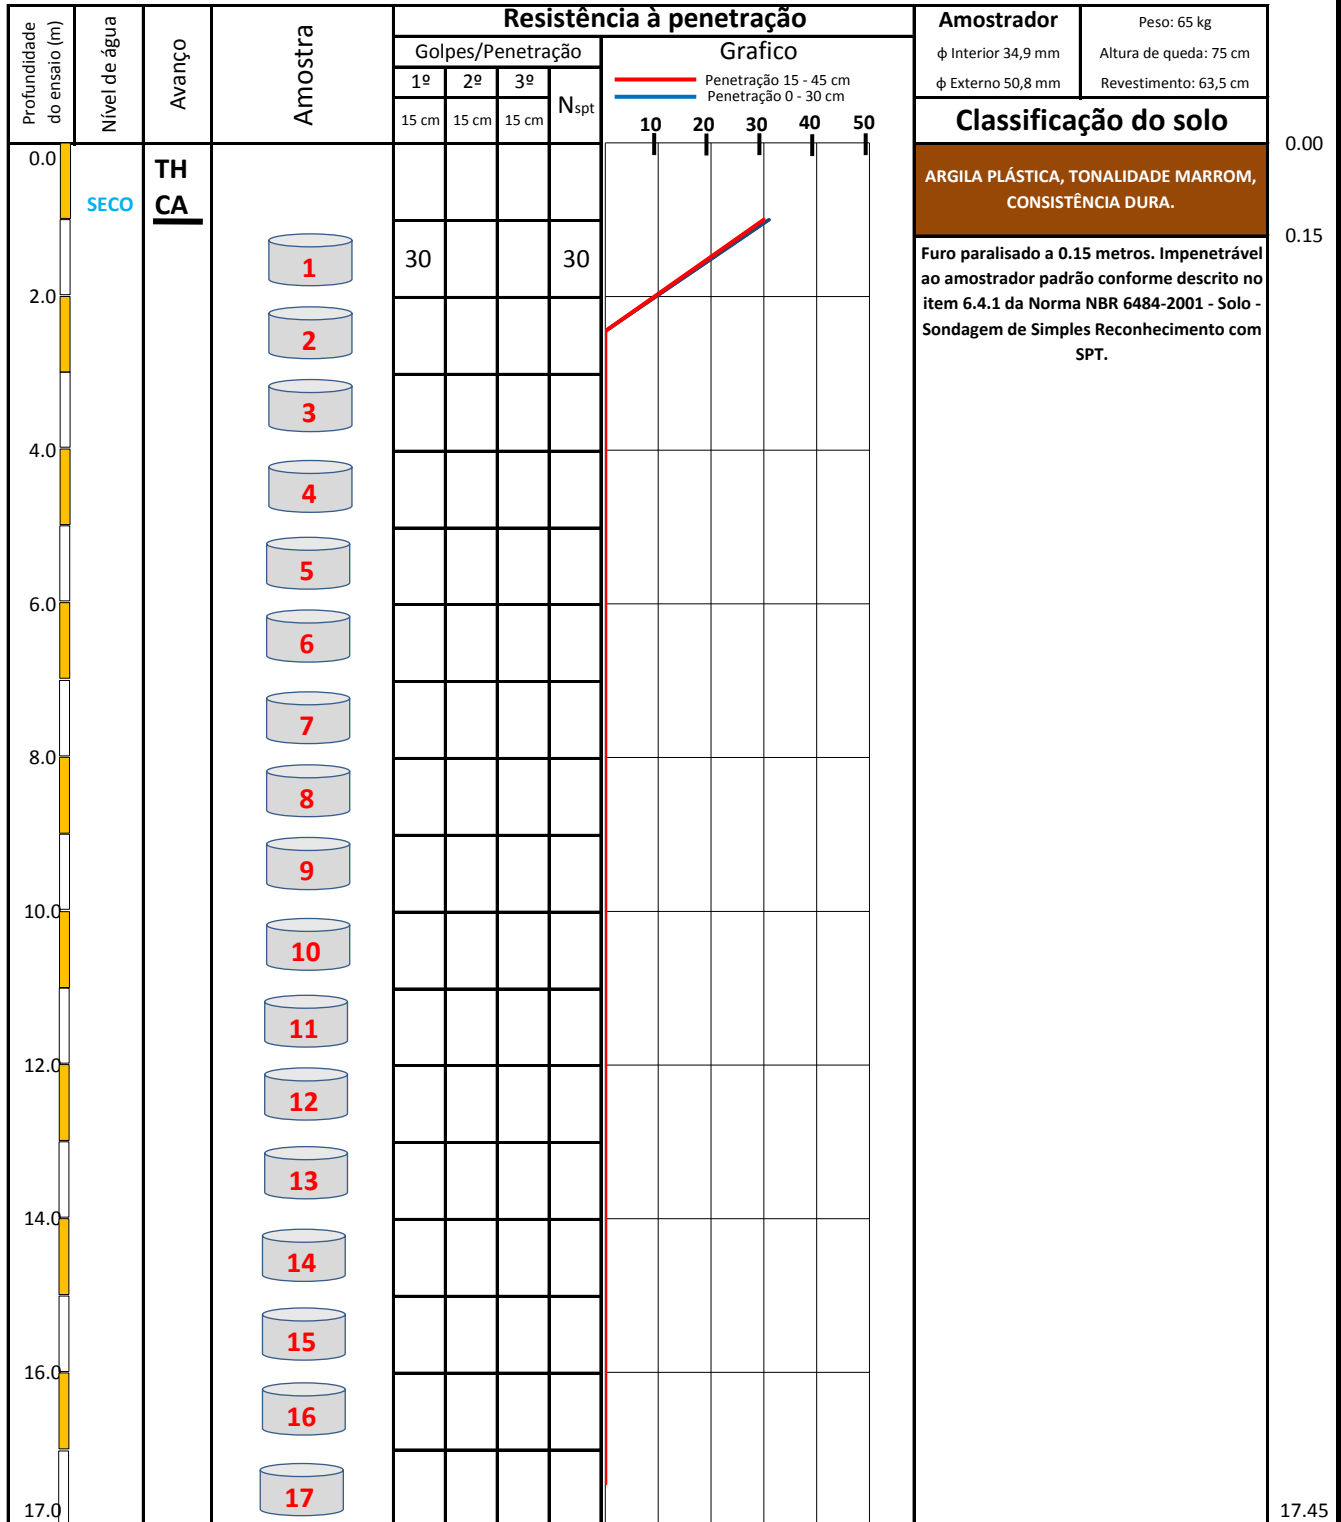 Profundidade
do ensaio (m)
Nível de água
Avanço
Amostra
Resistência à penetração
Golpes/Penetração
1º 2º 3º
15 cm 15 cm 15 cm
Nspt
Grafico
Penetração 15 - 45 cm
Penetração 0 - 30 cm
10 20 30 40 50
Amostrador
ϕ Interior 34,9 mm
ϕ Externo 50,8 mm
Peso: 65 kg
Altura de queda: 75 cm
Revestimento: 63,5 cm
Classificação do solo
0.00
0.0
TH
CA
SECO
ARGILA PLÁSTICA, TONALIDADE MARROM,
CONSISTÊNCIA DURA.
0.15
1
30 30
Furo paralisado a 0.15 metros. Impenetrável
ao amostrador padrão conforme descrito no
item 6.4.1 da Norma NBR 6484-2001 - Solo -
Sondagem de Simples Reconhecimento com
SPT.
2.0
2
3
4.0
4
5
6.0
6
7
8.0
8
9
10.0
10
11
12.0
12
13
14.0
14
15
16.0
16
17
17.0
17.45